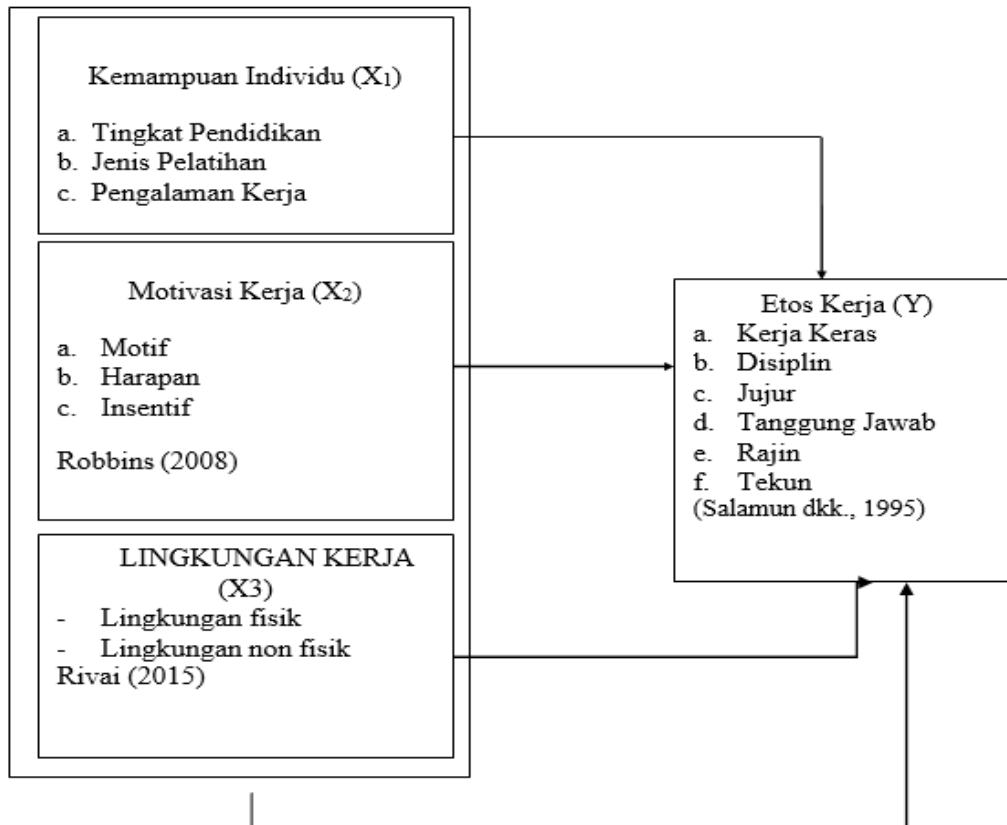 Kemampuan Individu (X1)
a. Tingkat Pendidikan
b. Jenis Pelatihan
c. Pengalaman Kerja
Motivasi Kerja (X2)
a. Motif
b. Harapan
c. Insentif
Robbins (2008)
LINGKUNGAN KERJA
(X3)
- Lingkungan fisik
- Lingkungan non fisik
Rivai (2015)
Etos Kerja (Y)
a. Kerja Keras
b. Disiplin
c. Jujur
d. Tanggung Jawab
e. Rajin
f. Tekun
(Salamun dkk., 1995)